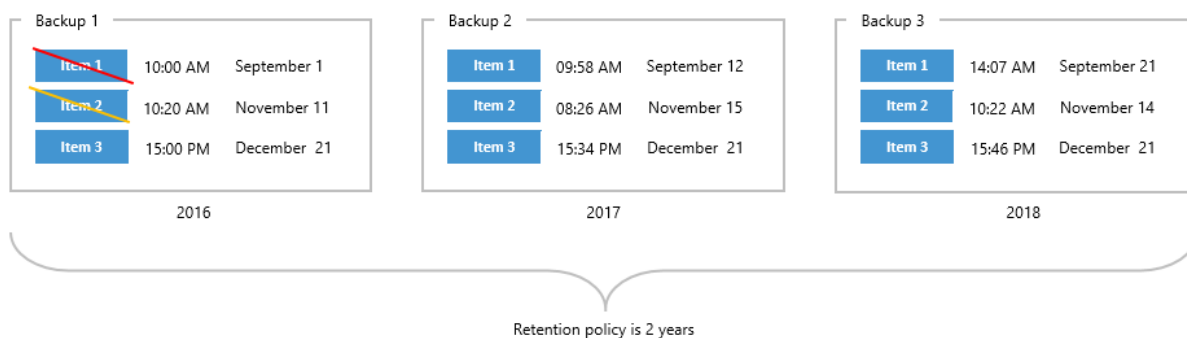 Backup 1
Item 1 10:00 AM September 1
Item 2 10:20 AM November 11
Item 3 15:00 PM December 21
2016
Backup 2
Item 1 09:58 AM September 12
Item 2 08:26 AM November 15
Item 3 15:34 PM December 21
2017
Backup 3
Item 1 14:07 AM September 21
Item 2 10:22 AM November 14
Item 3 15:46 PM December 21
2018
Retention policy is 2 years